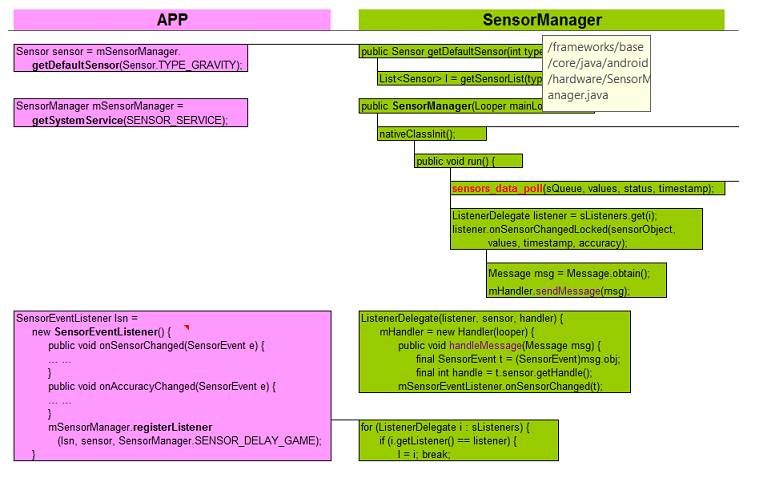 APP
SensorManager
Sensor sensor = mSensorManager.
getDefaultSensor(Sensor.TYPE_GRAVITY);
public Sensor getDefaultSensor(int type
List<Sensor> l = getSensorList(type
/frameworks/base
/core/java/android
/hardware/SensorM
anager.java
SensorManager mSensorManager =
getSystemService(SENSOR_SERVICE);
public SensorManager(Looper mainLo
nativeClassInit();
public void run() {
sensors_data_poll(sQueue, values, status, timestamp);
ListenerDelegate listener = sListeners.get(i);
listener.onSensorChangedLocked(sensorObject,
values, timestamp, accuracy);
Message msg = Message.obtain();
mHandler.sendMessage(msg);
SensorEventListener lsn =
new SensorEventListener() {
public void onSensorChanged(SensorEvent e) {
... ...
}
public void onAccuracyChanged(SensorEvent e) {
... ...
}
mSensorManager.registerListener
(lsn, sensor, SensorManager.SENSOR_DELAY_GAME);
}
ListenerDelegate(listener, sensor, handler) {
mHandler = new Handler(looper) {
public void handleMessage(Message msg) {
final SensorEvent t = (SensorEvent)msg.obj;
final int handle = t.sensor.getHandle();
mSensorEventListener.onSensorChanged(t);
for (ListenerDelegate i : sListeners) {
if (i.getListener() == listener) {
l = i; break;